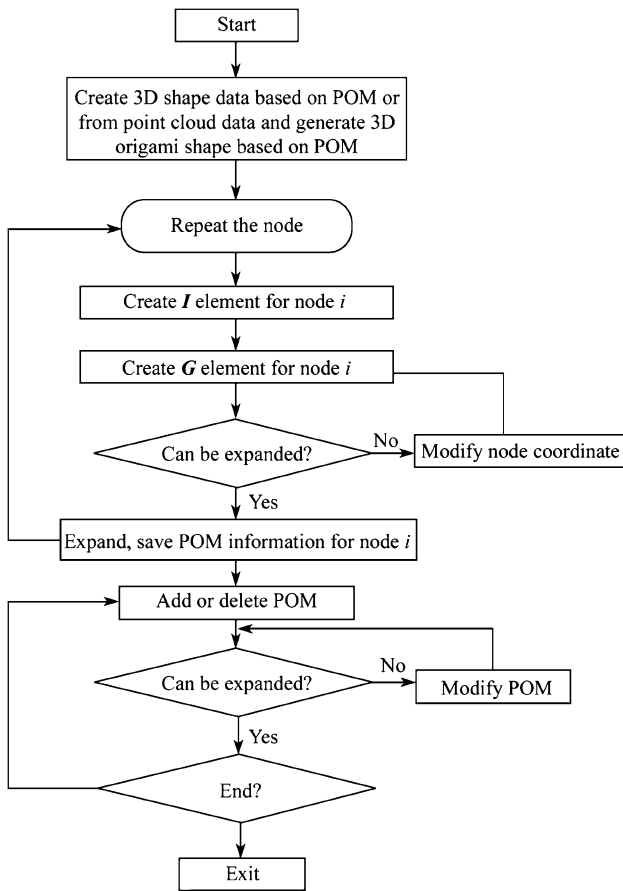 Start
Create 3D shape data based on POM or
from point cloud data and generate 3D
origami shape based on POM
Repeat the node
Create I element for node i
Create G element for node i
Can be expanded?
No
Modify node coordinate
Yes
Expand, save POM information for node i
Add or delete POM
Can be expanded?
No
Modify POM
Yes
End?
Exit